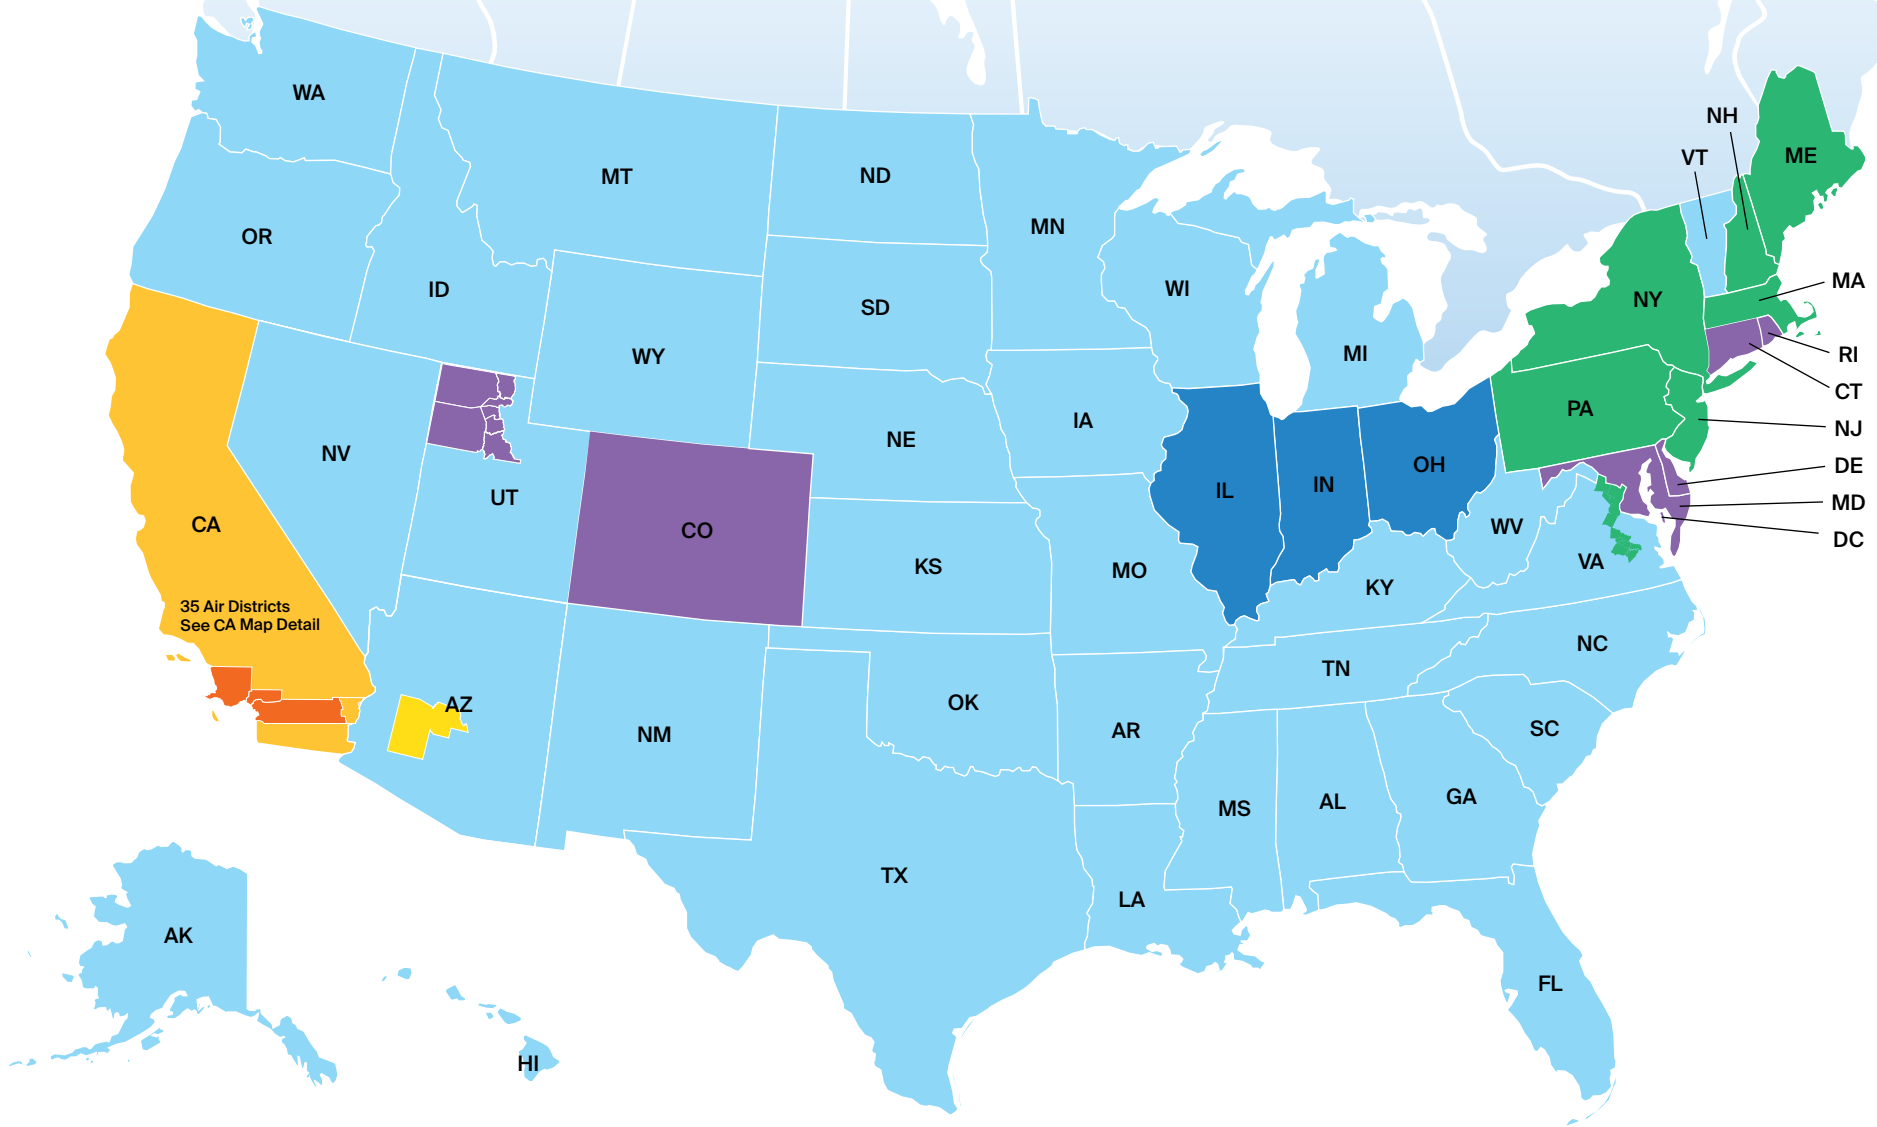 WA
NH
VT
ME
MT
ND
MN
OR
ID
SD
WI
MA
NY
WY
MI
RI
CT
PA
NJ
IA
NE
NV
OH
DE
UT
IL
IN
MD
CA
CO
WV
DC
KS
MO
VA
KY
35 Air Districts
See CA Map Detail
NC
TN
OK
AZ
SC
AR
NM
GA
AL
MS
TX
LA
AK
FL
HI